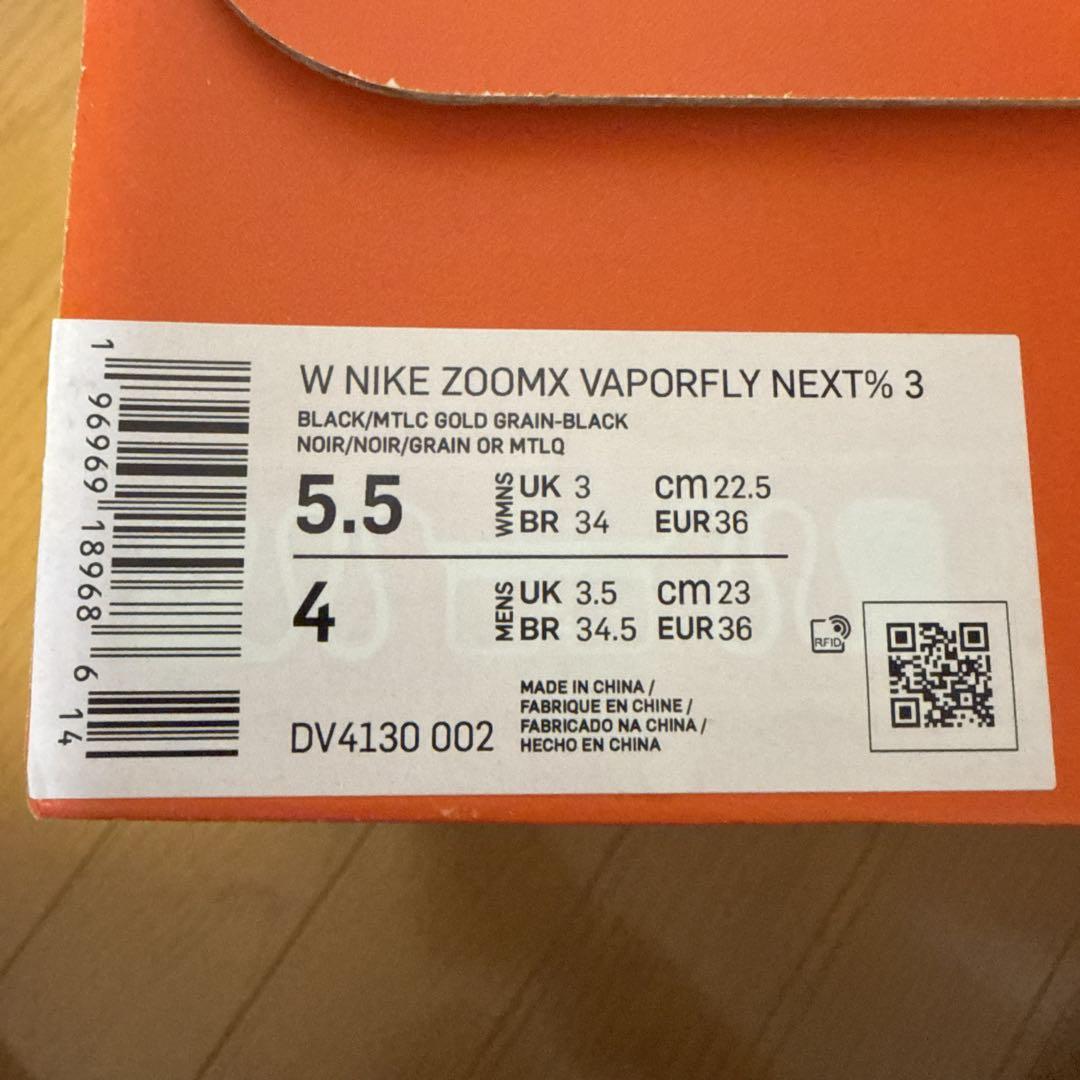 W NIKE ZOOMX VAPORFLY NEXT% 3
BLACK/MTLC GOLD GRAIN-BLACK
NOIR/NOIR/GRAIN OR MTLQ
5.5 WMNS UK 3 cm 22.5
BR 34 EUR 36
4 MENS UK 3.5 cm 23
BR 34.5 EUR 36
RFID
MADE IN CHINA /
FABRIQUE EN CHINE /
FABRICADO NA CHINA /
HECHO EN CHINA
DV4130 002
1 96969 18968 6 14